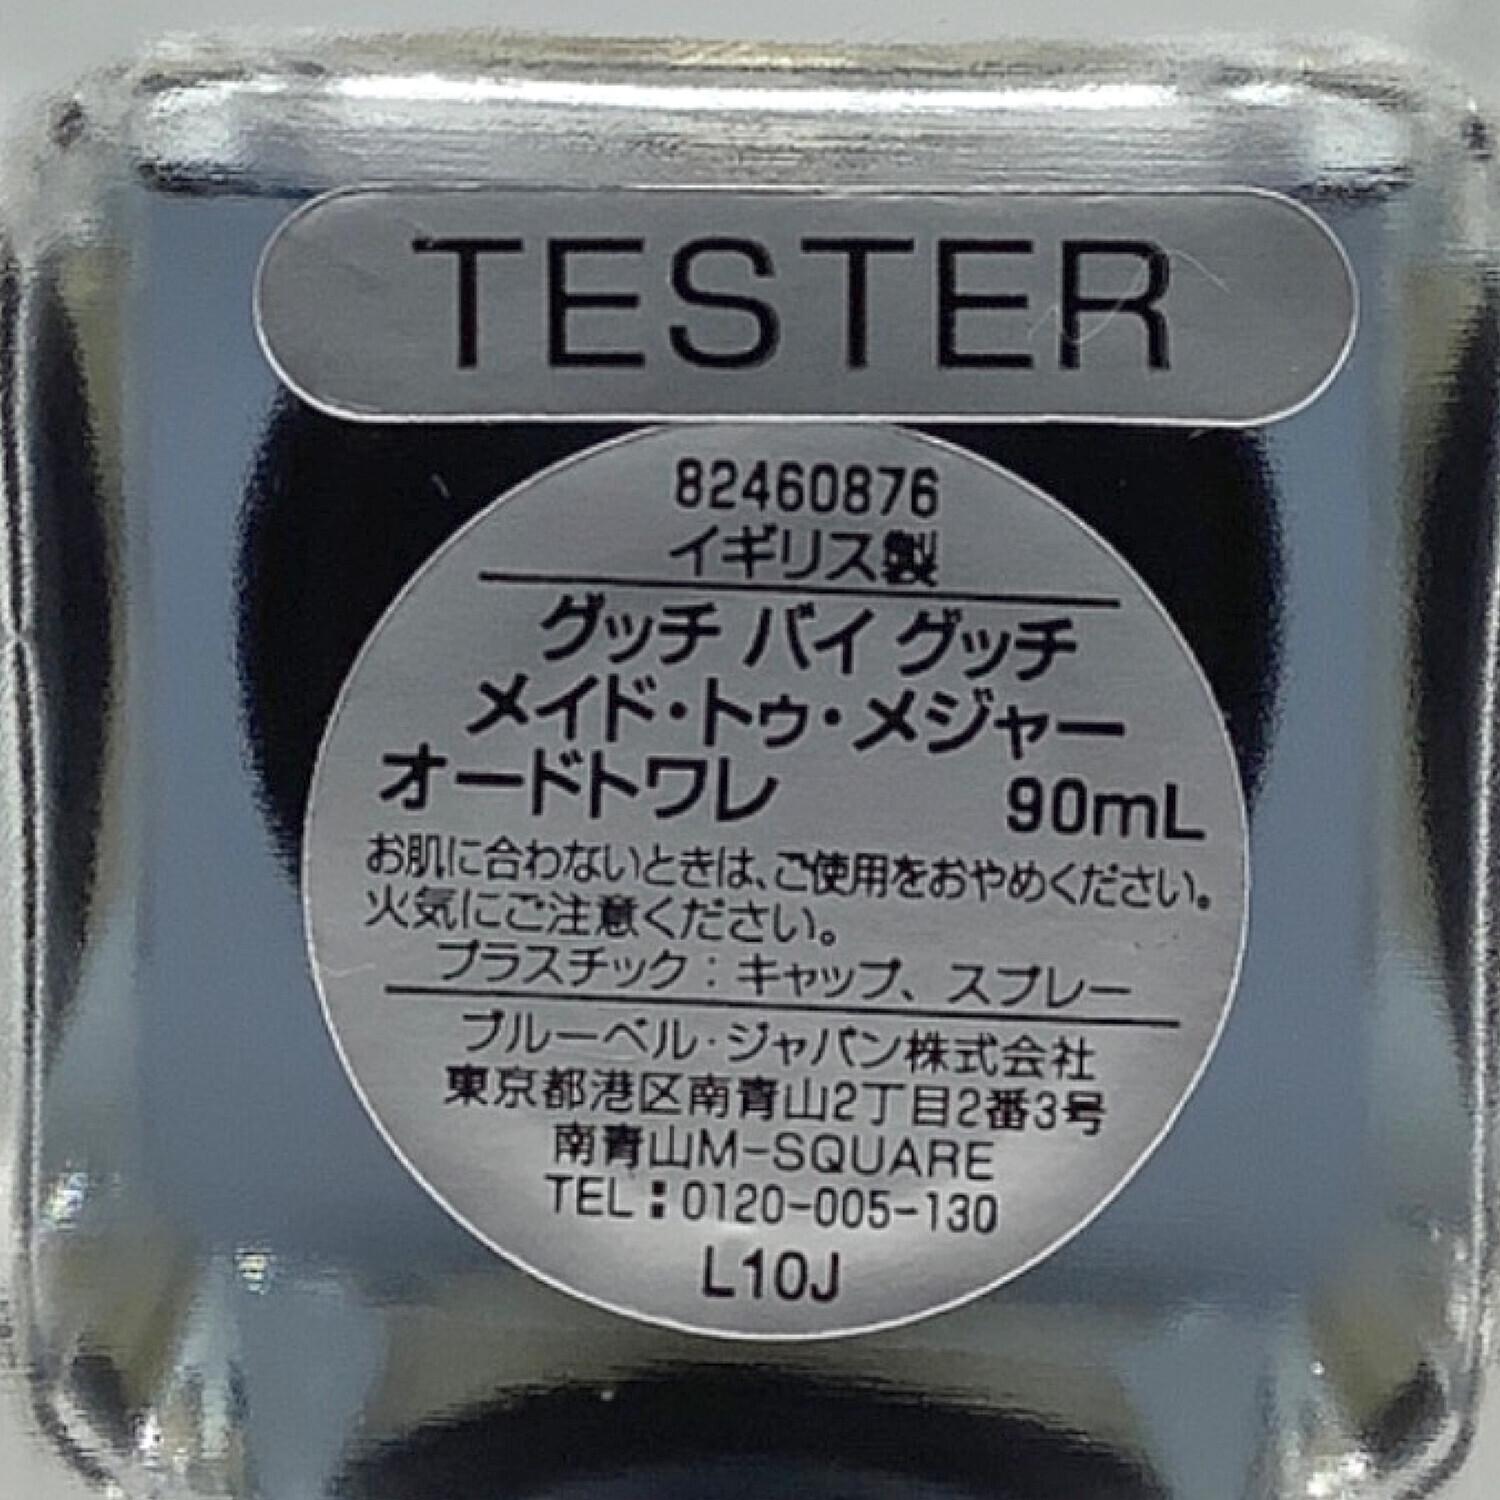 TESTER
82460876
イギリス製
グッチ バイ グッチ
メイド・トゥ・メジャー
オードトワレ 90mL
お肌に合わないときは、ご使用をおやめください。
火気にご注意ください。
プラスチック：キャップ、スプレー
ブルーベル・ジャパン株式会社
東京都港区南青山2丁目2番3号
南青山M-SQUARE
TEL：0120-005-130
L10J